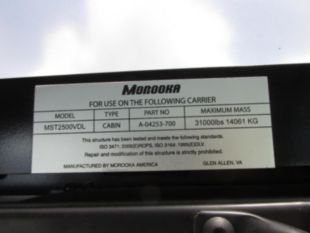 MOROOKA
FOR USE ON THE FOLLOWING CARRIER
MODEL TYPE PART NUMBER MAXIMUM MASS
MST2500VDL CABIN A-04253-700 31000lbs 14061 KG
This structure has been tested and meets the following standards.
ISO 3471, 2008(E)ROPS, ISO 3164, 1995(E)DLV.
Repair and modification of this structure is strictly prohibited.
MANUFACTURED BY MOROOKA AMERICA GLEN ALLEN, VA